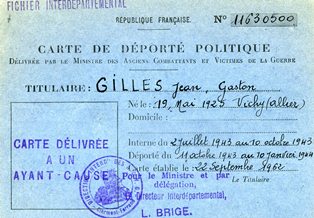 FICHIER INTERDÉPARTEMENTAL
RÉPUBLIQUE FRANÇAISE. N° 11630500
CARTE DE DÉPORTÉ POLITIQUE
DÉLIVRÉE PAR LE MINISTRE DES ANCIENS COMBATTANTS ET VICTIMES DE LA GUERRE
TITULAIRE : GILLES Jean, Gaston
Né le : 19 Mai 1925 Vichy (allier)
Domicile :
Interné du 2 juillet 1943 au 10 octobre 1943
Déporté du 11 octobre 1943 au 10 janvier 1944
Carte établie le : 22 Septembre 1962
CARTE DÉLIVRÉE
A UN
AYANT-CAUSE
Pour le Ministre et par
Le Titulaire
délégation,
Directeur Interdépartemental,
L. BRIGE.